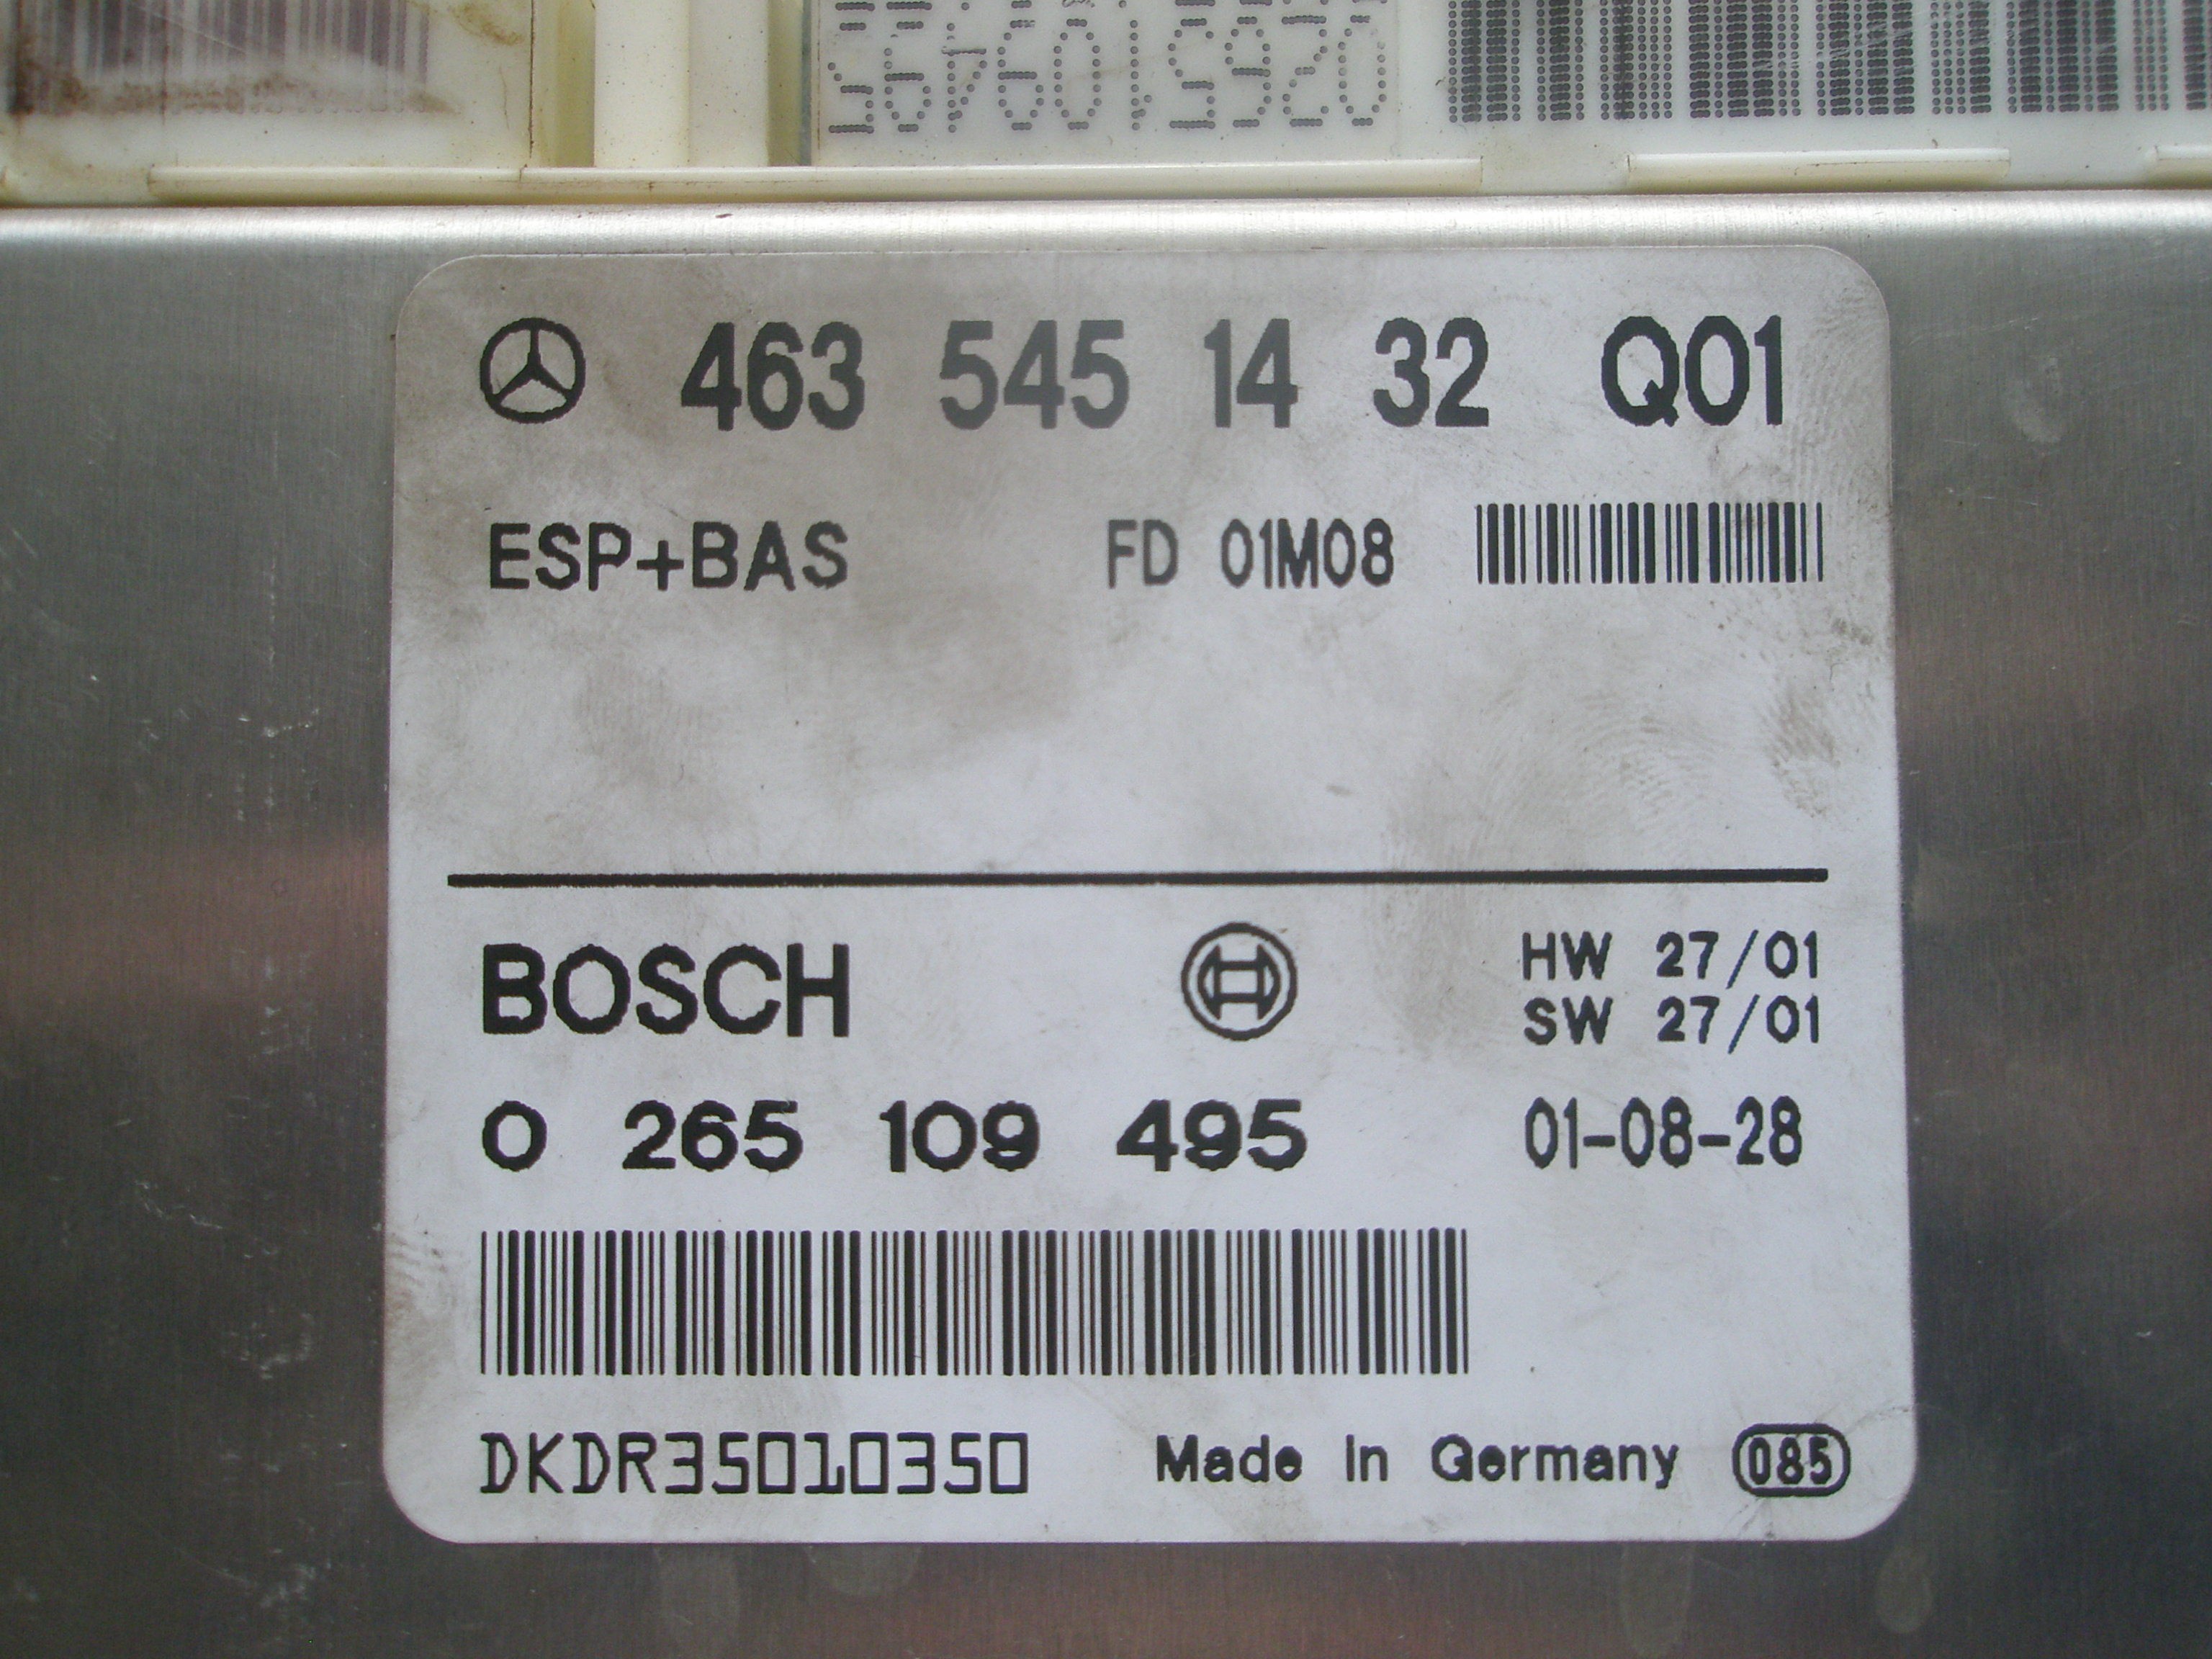 0265109495
463 545 14 32 Q01
ESP+BAS FD 01M08
BOSCH HW 27/01
SW 27/01
0 265 109 495 01-08-28
DKDR35010350 Made in Germany 085